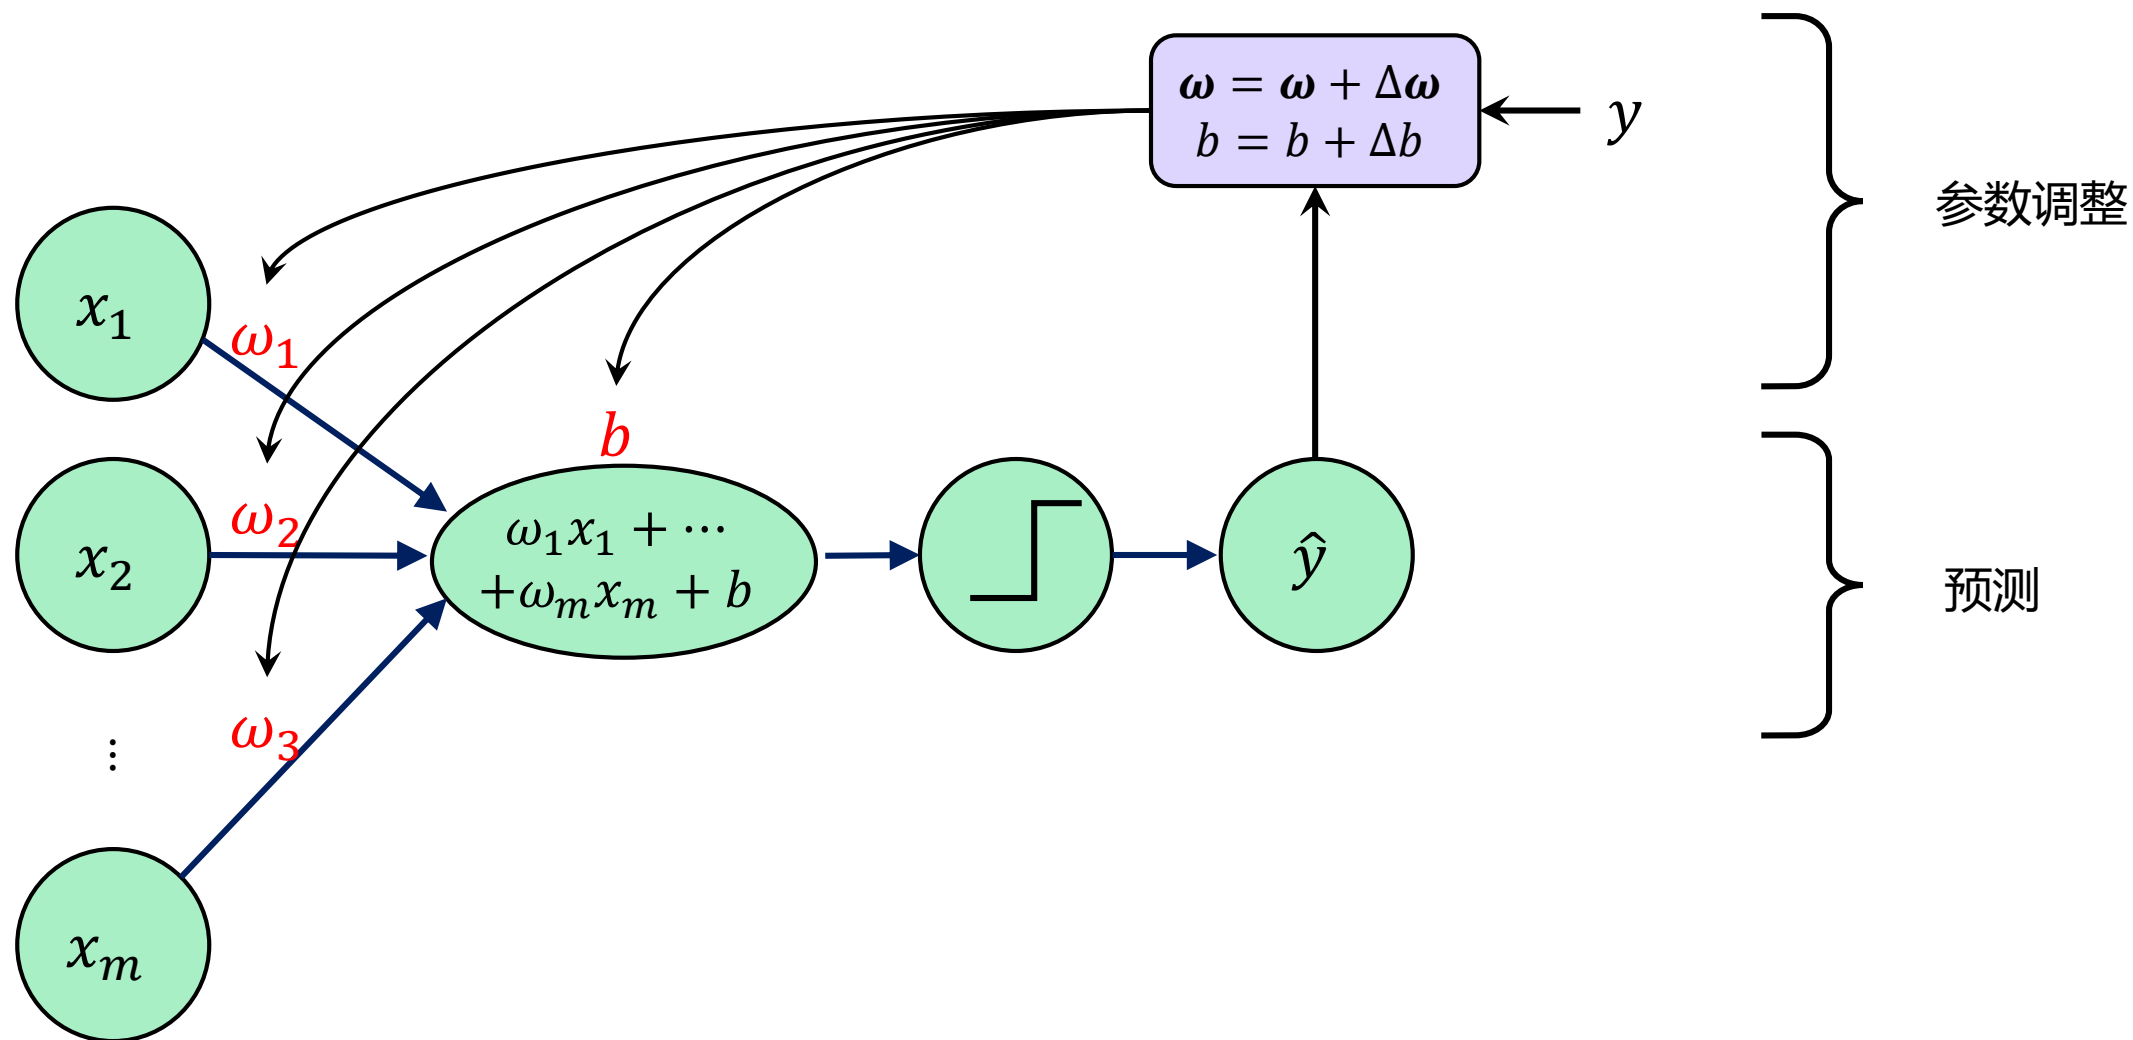 𝝎 = 𝝎 + Δ𝝎
b = b + Δb
y
参数调整
x₁
ω₁
b
x₂
ω₂
ω₁x₁ + ⋯
+ωₘxₘ + b
ŷ
预测
ω₃
⋮
xₘ